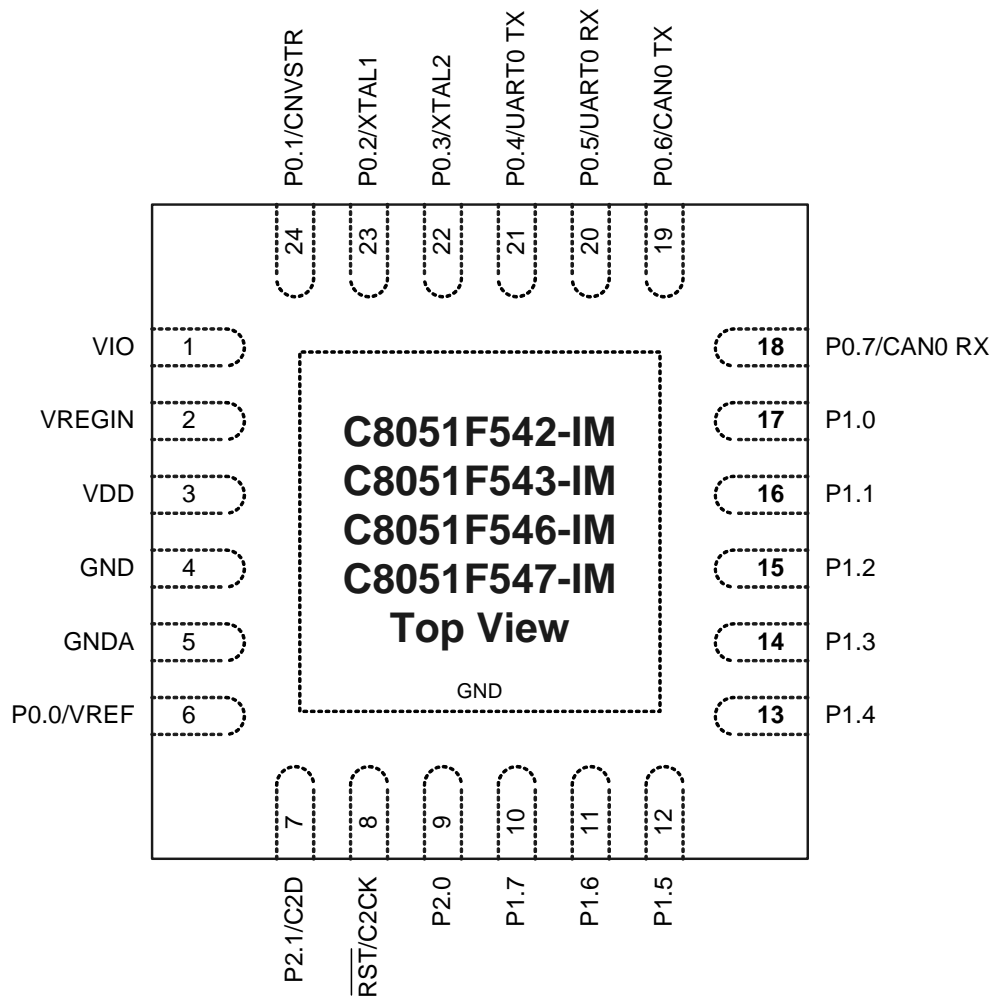 P0.1/CNVSTR
P0.2/XTAL1
P0.3/XTAL2
P0.4/UART0 TX
P0.5/UART0 RX
P0.6/CAN0 TX
24
23
22
21
20
19
VIO 1
VREGIN 2
VDD 3
GND 4
GNDA 5
P0.0/VREF 6
18 P0.7/CAN0 RX
17 P1.0
16 P1.1
15 P1.2
14 P1.3
13 P1.4
C8051F542-IM
C8051F543-IM
C8051F546-IM
C8051F547-IM
Top View
GND
7
8
9
10
11
12
P2.1/C2D
RST/C2CK
P2.0
P1.7
P1.6
P1.5